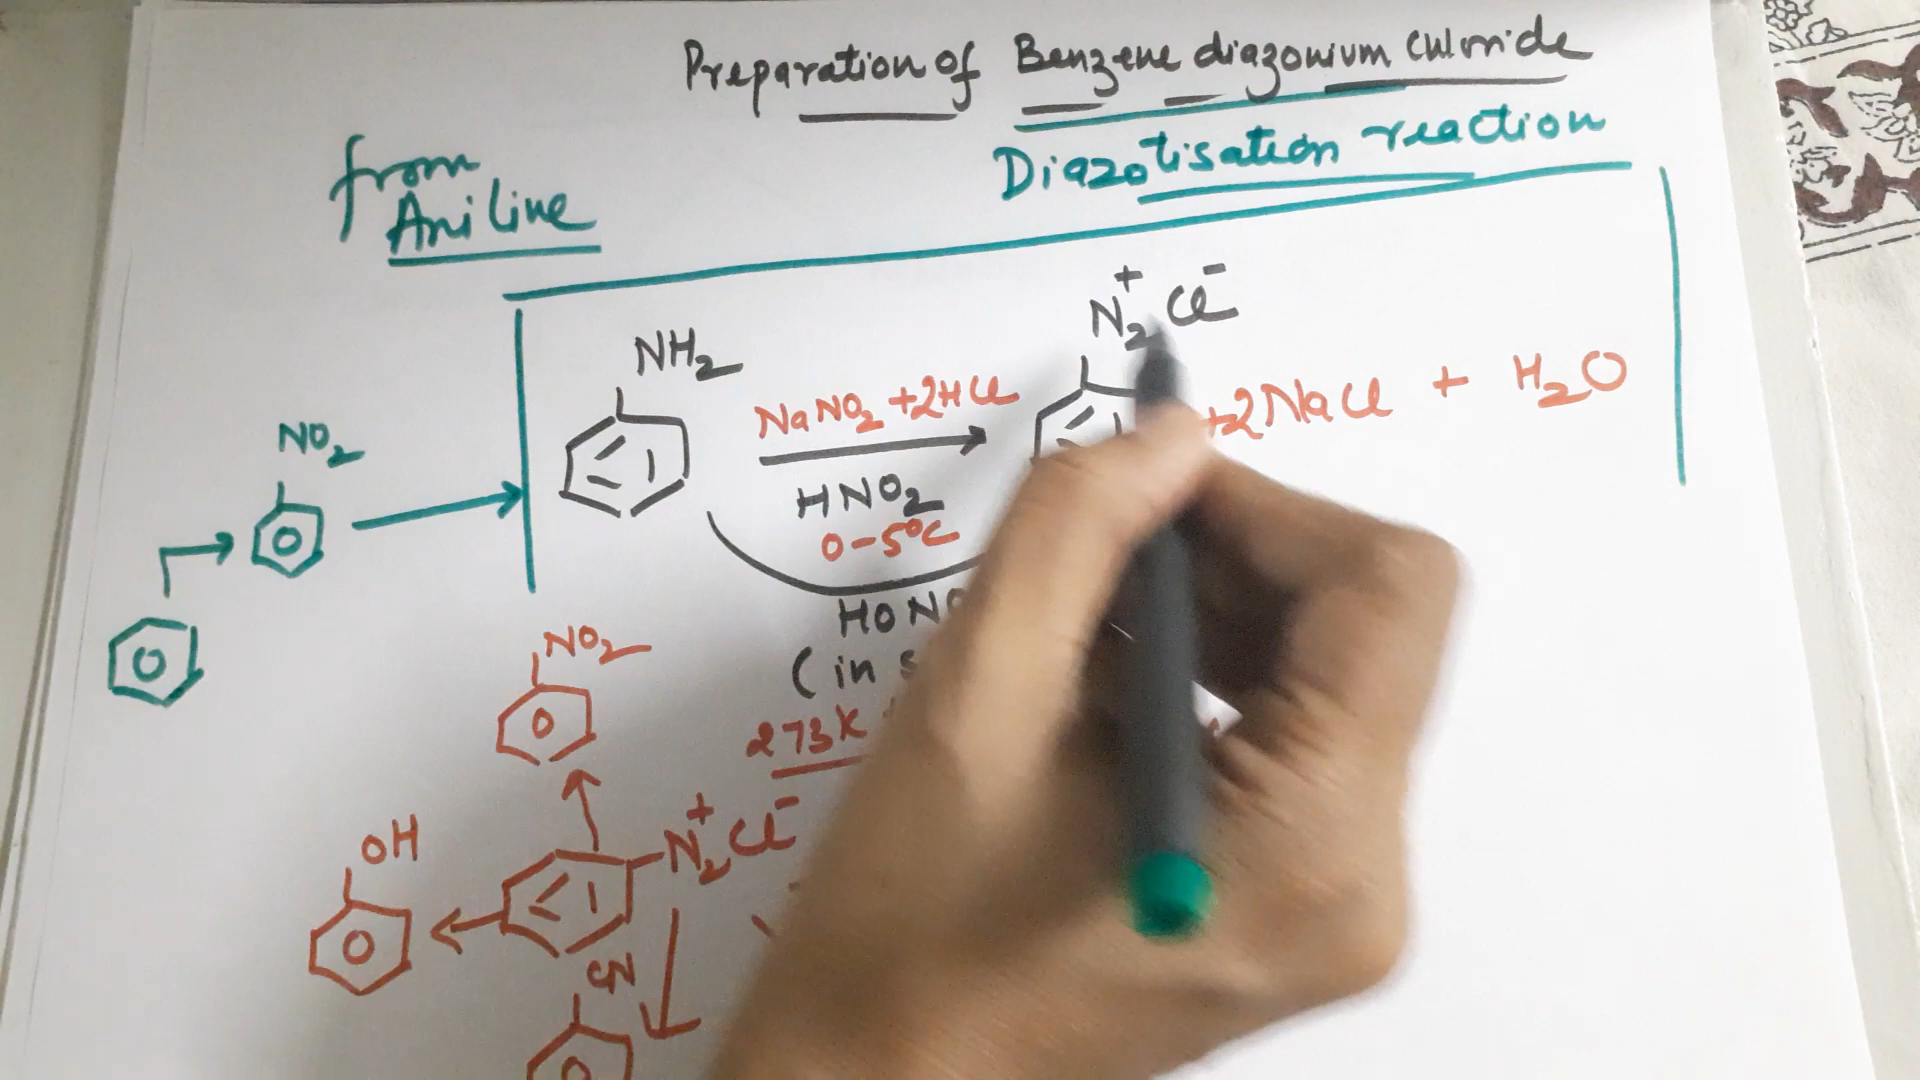 Preparation of Benzene diazonium Chloride
Diazotisation reaction
from
Aniline
N₂⁺Cl⁻
NH₂
NaNO₂ + 2HCl
+2NaCl + H₂O
NO₂
HNO₂
0-5°C
HONO
(in
NO₂
273K
N₂⁺Cl⁻
OH
CN